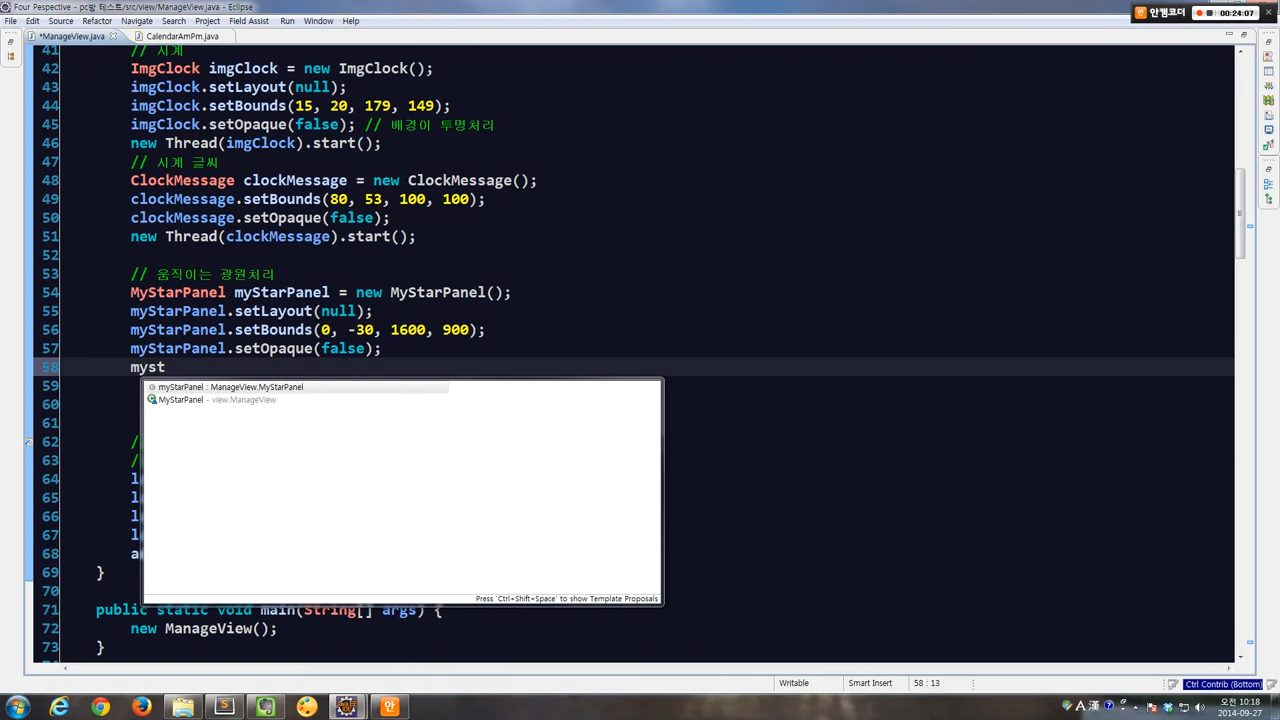 Four Pespective - pc방 테스트/src/view/ManageView.java - Eclipse
안캠코더 00:24:07
File Edit Source Refactor Navigate Search Project Field Assist Run Window Help
*ManageView.java CalendarAmPm.java
41 // 시계
42 ImgClock imgClock = new ImgClock();
43 imgClock.setLayout(null);
44 imgClock.setBounds(15, 20, 179, 149);
45 imgClock.setOpaque(false); // 배경이 투명처리
46 new Thread(imgClock).start();
47 // 시계 글씨
48 ClockMessage clockMessage = new ClockMessage();
49 clockMessage.setBounds(80, 53, 100, 100);
50 clockMessage.setOpaque(false);
51 new Thread(clockMessage).start();
52
53 // 움직이는 광원처리
54 MyStarPanel myStarPanel = new MyStarPanel();
55 myStarPanel.setLayout(null);
56 myStarPanel.setBounds(0, -30, 1600, 900);
57 myStarPanel.setOpaque(false);
58 myst
59 myStarPanel : ManageView.MyStarPanel
60 MyStarPanel - view.ManageView
61
62 /
63 /
64 l
65 l
66 l
67 l
68 a
69 }
Press 'Ctrl+Shift+Space' to show Template Proposals
70
71 public static void main(String[] args) {
72 new ManageView();
73 }
Writable Smart Insert 58 : 13 Ctrl Contrib (Bottom)
안 A 漢 오전 10:18
2014-09-27